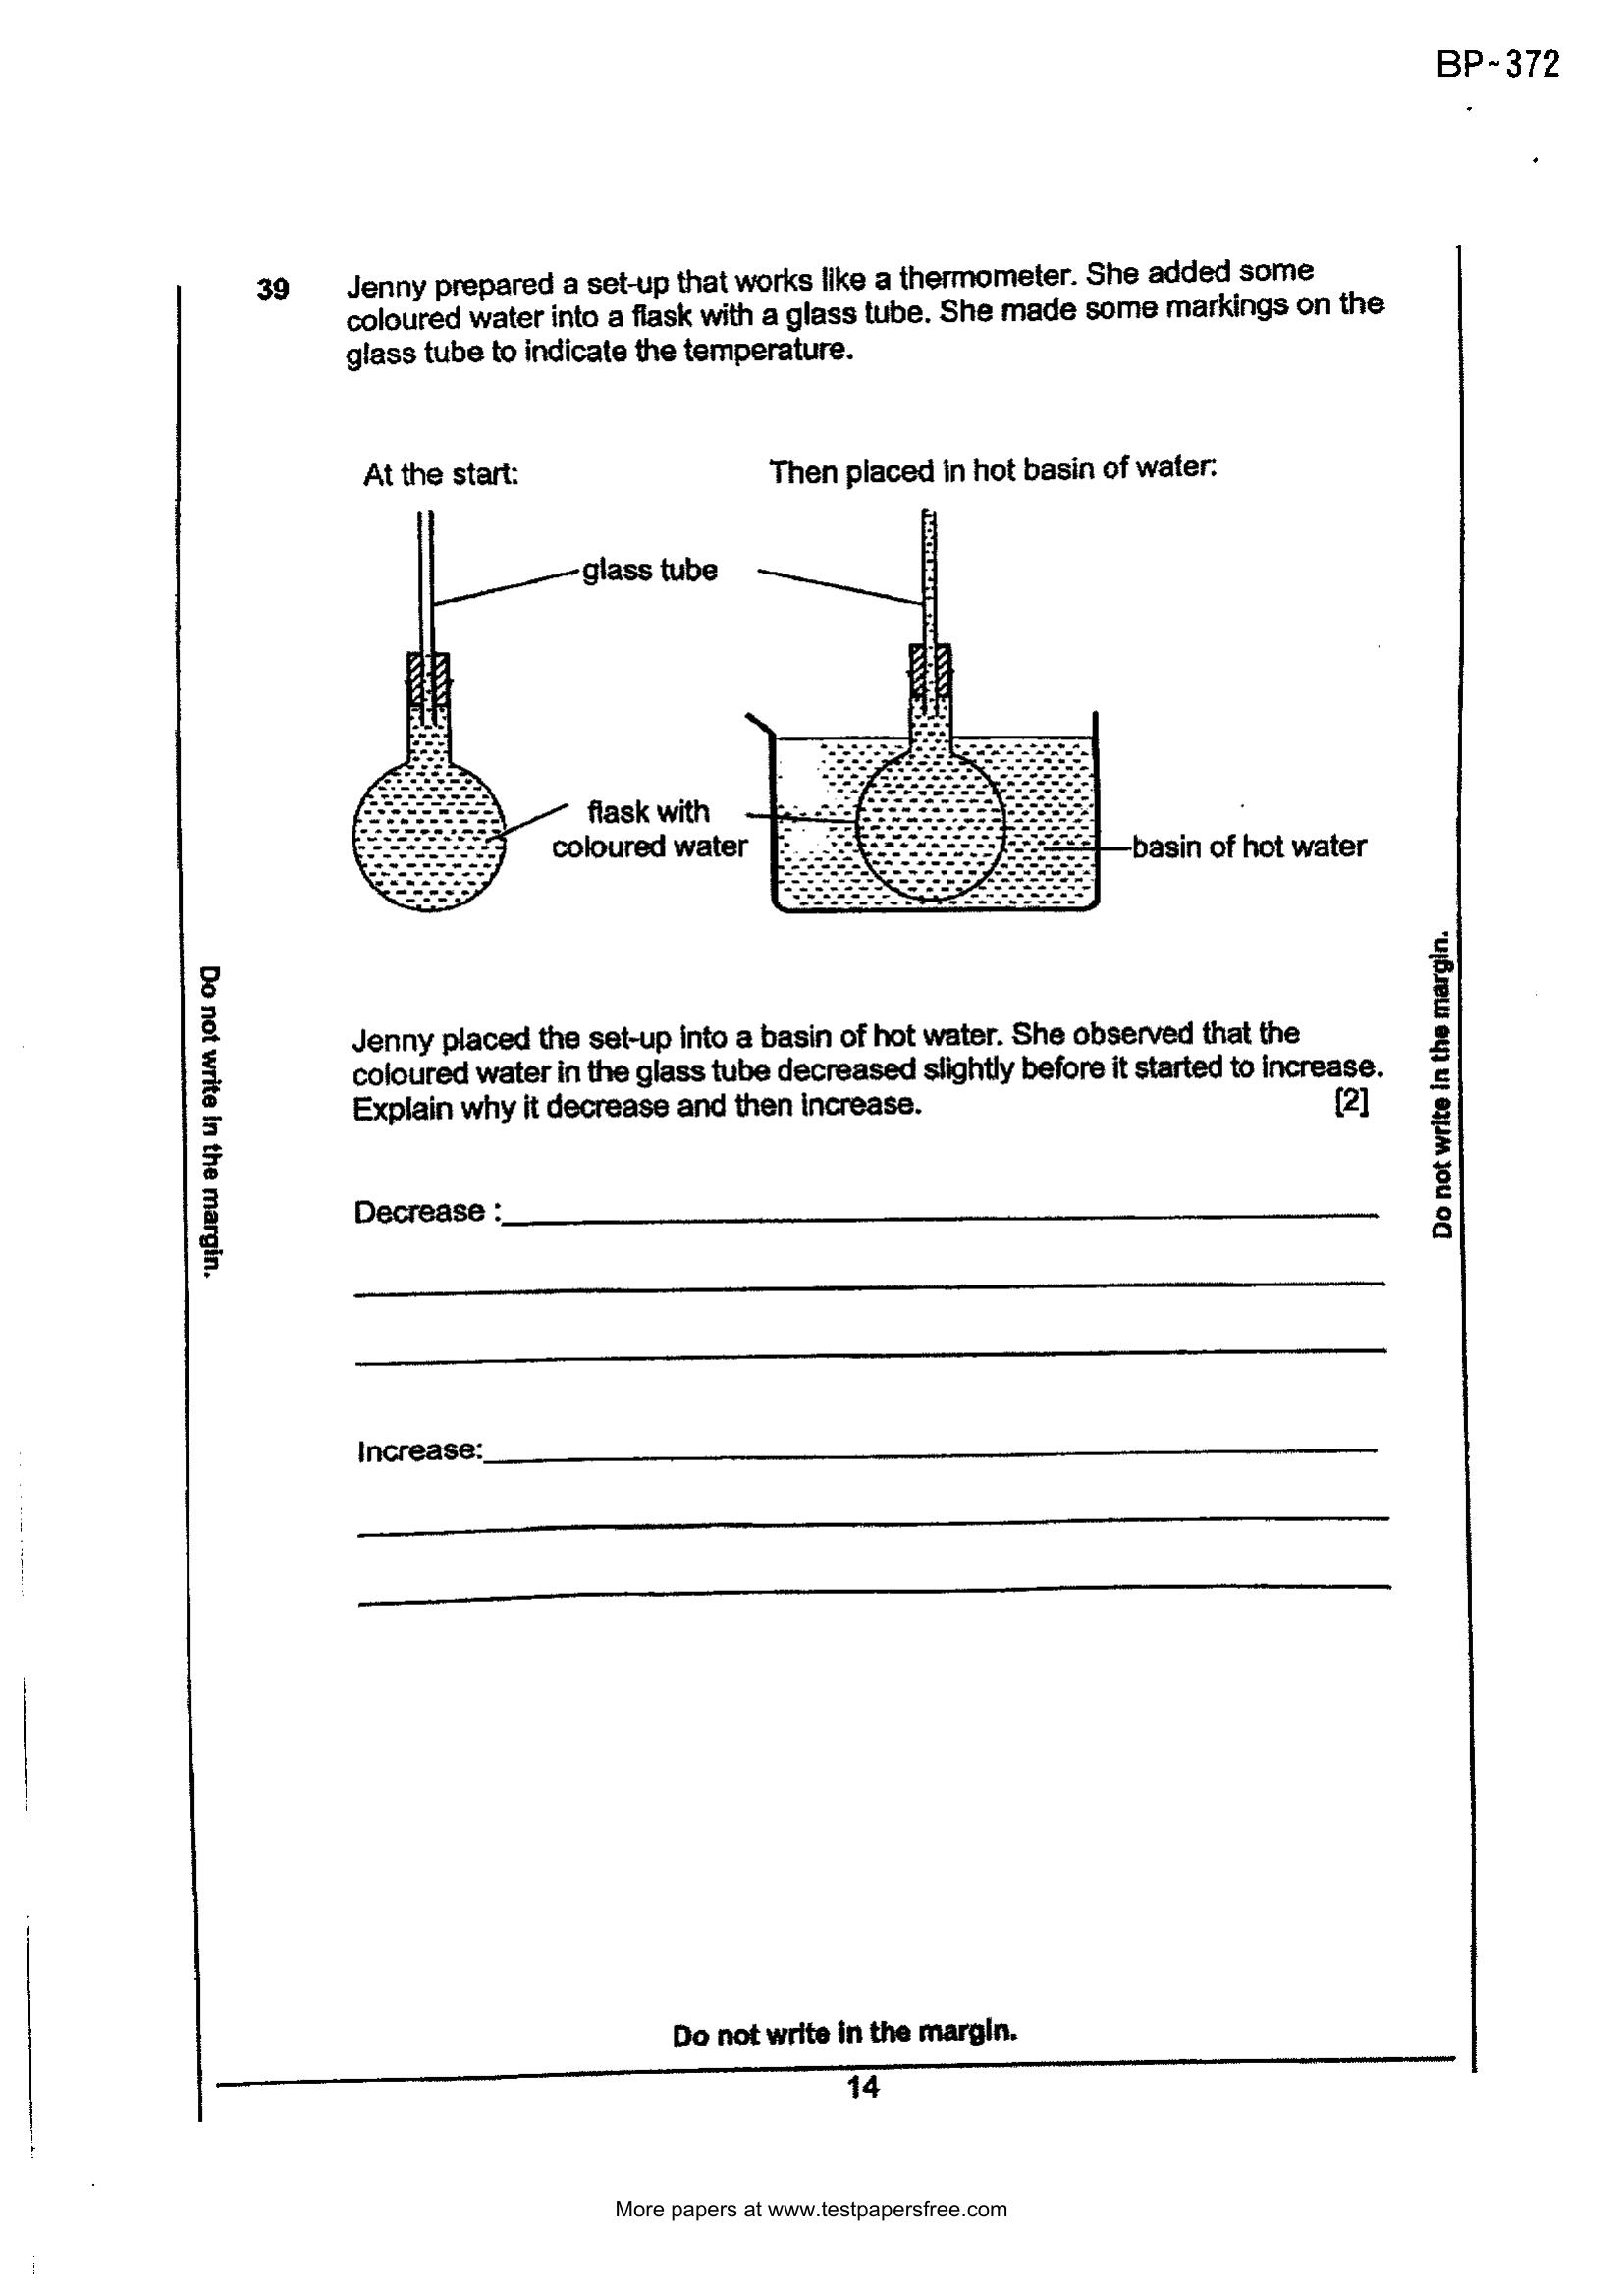 BP~372
39 Jenny prepared a set-up that works like a thermometer. She added some
coloured water into a flask with a glass tube. She made some markings on the
glass tube to indicate the temperature.
At the start:
Then placed in hot basin of water:
glass tube
flask with
coloured water
basin of hot water
Do not write in the margin.
Do not write in the margin.
Jenny placed the set-up into a basin of hot water. She observed that the
coloured water in the glass tube decreased slightly before it started to increase.
Explain why it decrease and then increase. [2]
Decrease :
Increase:
Do not write in the margin.
14
More papers at www.testpapersfree.com